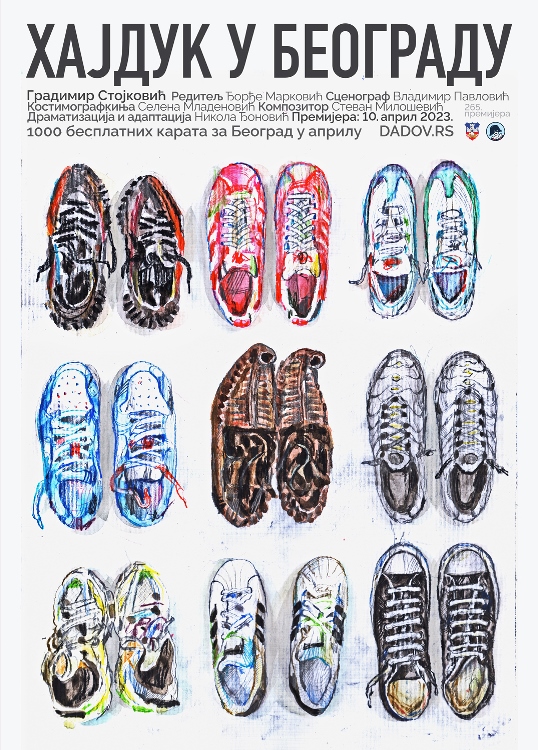 ХАЈДУК У БЕОГРАДУ
Градимир Стојковић Редитељ Ђорђе Марковић Сценограф Владимир Павловић
Костимографкиња Селена Младеновић Композитор Стеван Милошевић
Драматизација и адаптација Никола Ђоновић Премијера: 10. април 2023.
265. премијера
1000 бесплатних карата за Београд у априлу DADOV.RS